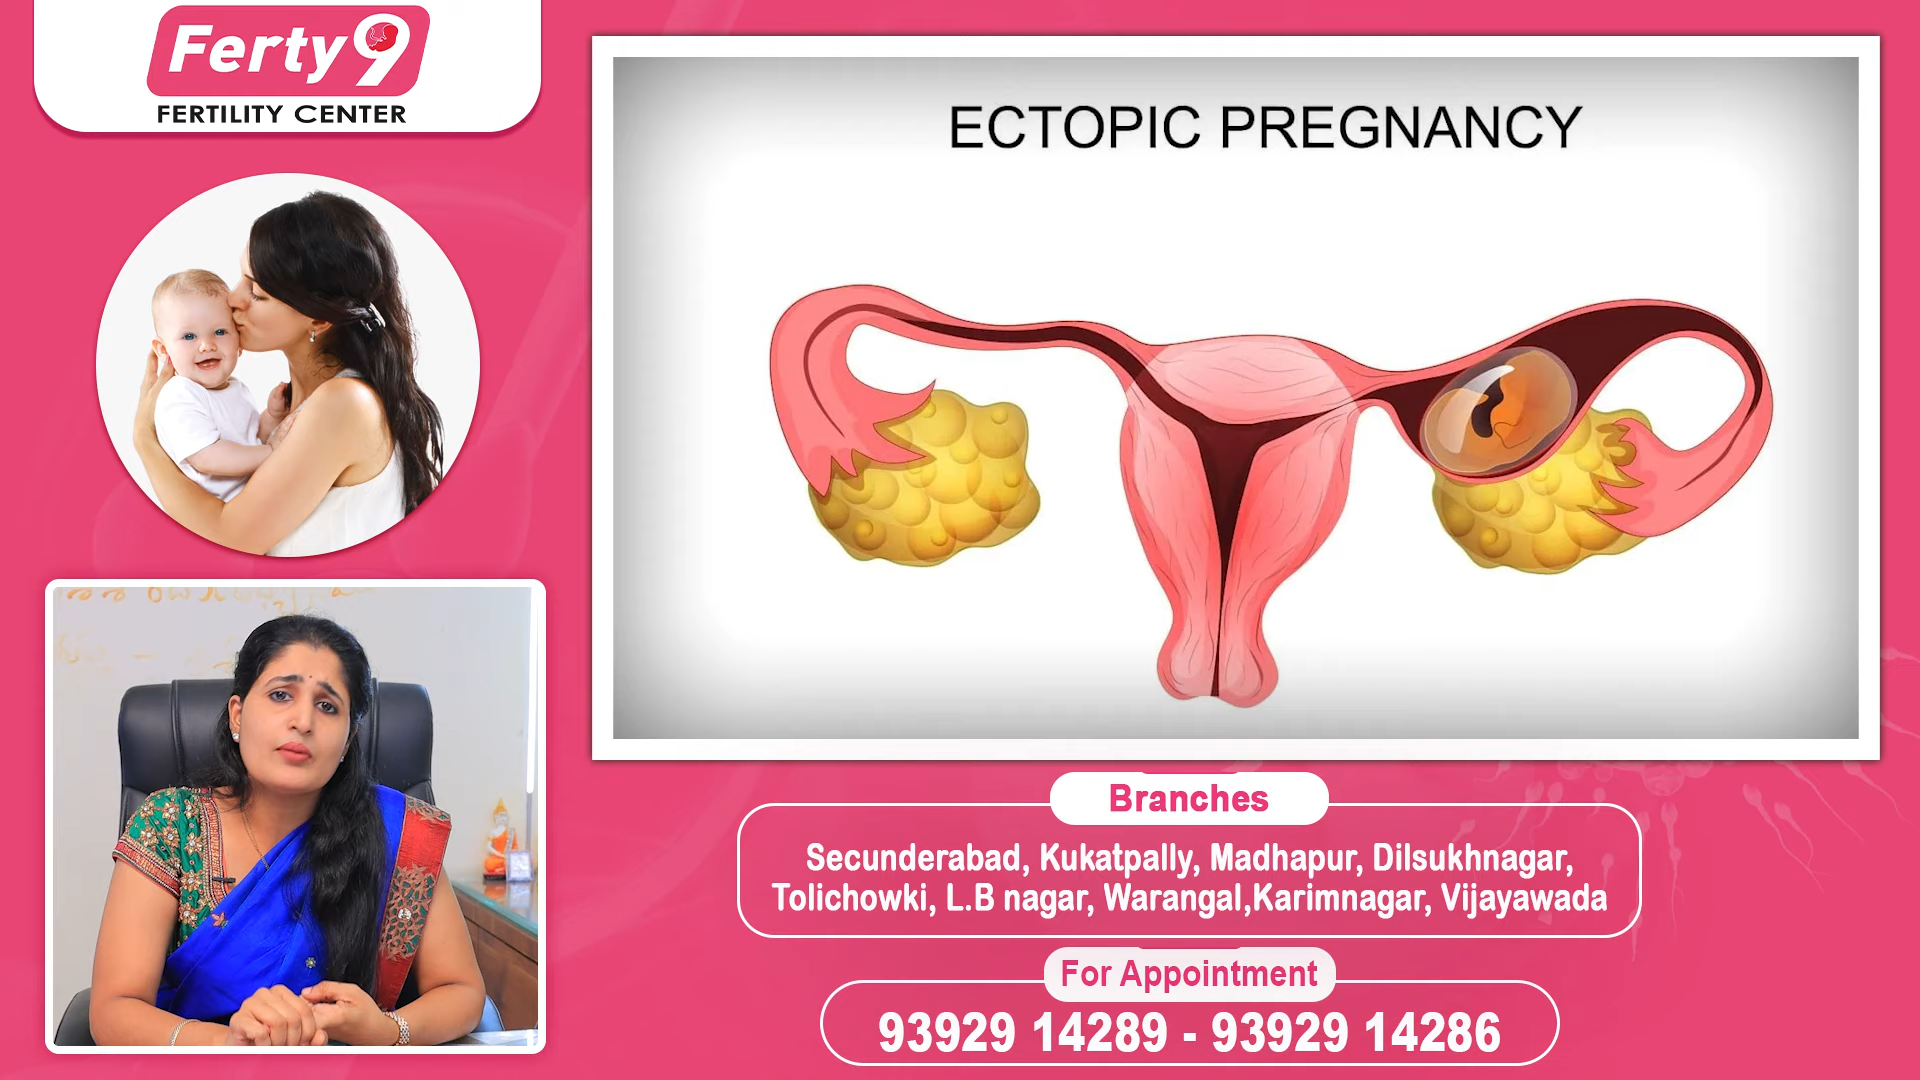 Ferty9
FERTILITY CENTER
ECTOPIC PREGNANCY
Branches
Secunderabad, Kukatpally, Madhapur, Dilsukhnagar,
Tolichowki, L.B nagar, Warangal,Karimnagar, Vijayawada
For Appointment
93929 14289 - 93929 14286